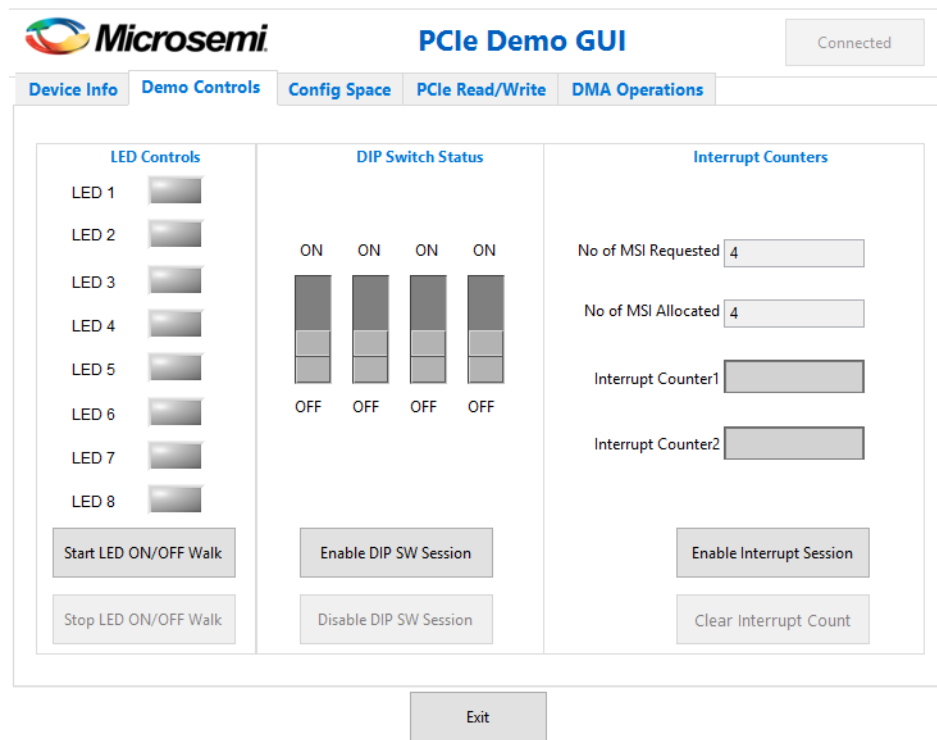 Microsemi.
PCIe Demo GUI
Connected
Device Info
Demo Controls
Config Space
PCIe Read/Write
DMA Operations
LED Controls
LED 1
LED 2
LED 3
LED 4
LED 5
LED 6
LED 7
LED 8
Start LED ON/OFF Walk
Stop LED ON/OFF Walk
DIP Switch Status
ON ON ON ON
OFF OFF OFF OFF
Enable DIP SW Session
Disable DIP SW Session
Interrupt Counters
No of MSI Requested 4
No of MSI Allocated 4
Interrupt Counter1
Interrupt Counter2
Enable Interrupt Session
Clear Interrupt Count
Exit